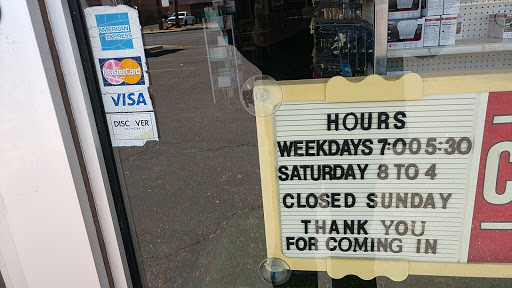 AMERICAN
EXPRESS
MasterCard
VISA
DISCOVER
NETWORK
HOURS
WEEKDAYS 7:00 5:30
SATURDAY 8 TO 4
CLOSED SUNDAY
THANK YOU
FOR COMING IN
C